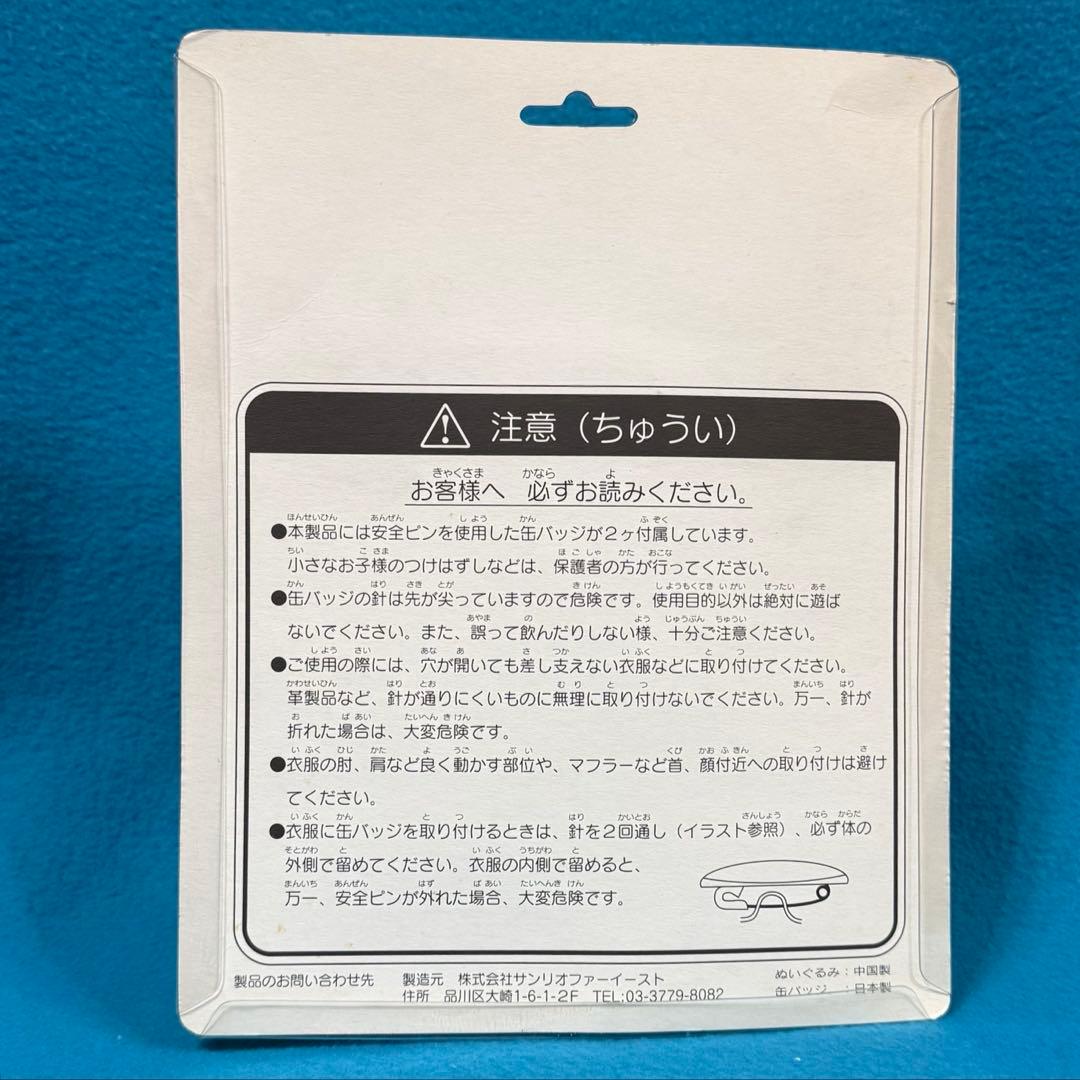 注意（ちゅうい）
お客様へ 必ずお読みください。
●本製品には安全ピンを使用した缶バッジが2ヶ付属しています。
小さなお子様のつけはずしなどは、保護者の方が行ってください。
●缶バッジの針は先が尖っていますので危険です。使用目的以外は絶対に遊ば
ないでください。また、誤って飲んだりしない様、十分ご注意ください。
●ご使用の際には、穴が開いても差し支えない衣服などに取り付けてください。
革製品など、針が通りにくいものに無理に取り付けないでください。万一、針が
折れた場合は、大変危険です。
●衣服の肘、肩など良く動かす部位や、マフラーなど首、顔付近への取り付けは避け
てください。
●衣服に缶バッジを取り付けるときは、針を2回通し（イラスト参照）、必ず体の
外側で留めてください。衣服の内側で留めると、
万一、安全ピンが外れた場合、大変危険です。
製品のお問い合わせ先 製造元 株式会社サンリオファーイースト
住所 品川区大崎1-6-1-2F TEL:03-3779-8082
ぬいぐるみ：中国製
缶バッジ ：日本製